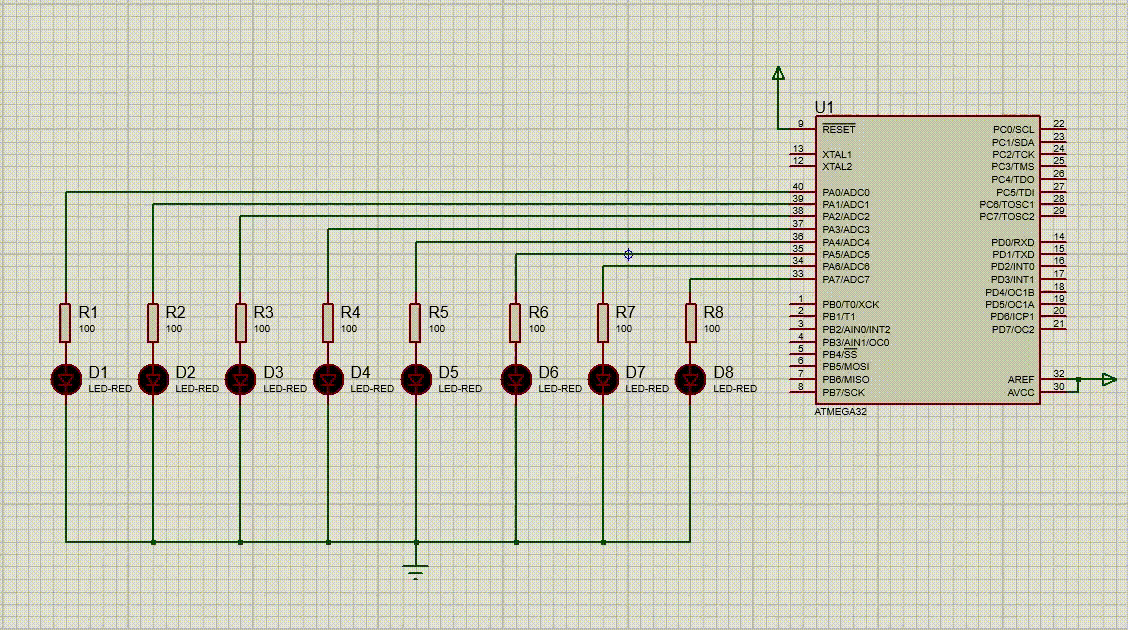 U1
9 RESET PC0/SCL 22
PC1/SDA 23
13 XTAL1 PC2/TCK 24
12 XTAL2 PC3/TMS 25
PC4/TDO 26
40 PA0/ADC0 PC5/TDI 27
39 PA1/ADC1 PC6/TOSC1 28
38 PA2/ADC2 PC7/TOSC2 29
37 PA3/ADC3
36 PA4/ADC4 PD0/RXD 14
35 PA5/ADC5 PD1/TXD 15
34 PA6/ADC6 PD2/INT0 16
33 PA7/ADC7 PD3/INT1 17
PD4/OC1B 18
1 PB0/T0/XCK PD5/OC1A 19
2 PB1/T1 PD6/ICP1 20
3 PB2/AIN0/INT2 PD7/OC2 21
4 PB3/AIN1/OC0
5 PB4/SS
6 PB5/MOSI
7 PB6/MISO AREF 32
8 PB7/SCK AVCC 30
ATMEGA32
R1 R2 R3 R4 R5 R6 R7 R8
100 100 100 100 100 100 100 100
D1 D2 D3 D4 D5 D6 D7 D8
LED-RED LED-RED LED-RED LED-RED LED-RED LED-RED LED-RED LED-RED